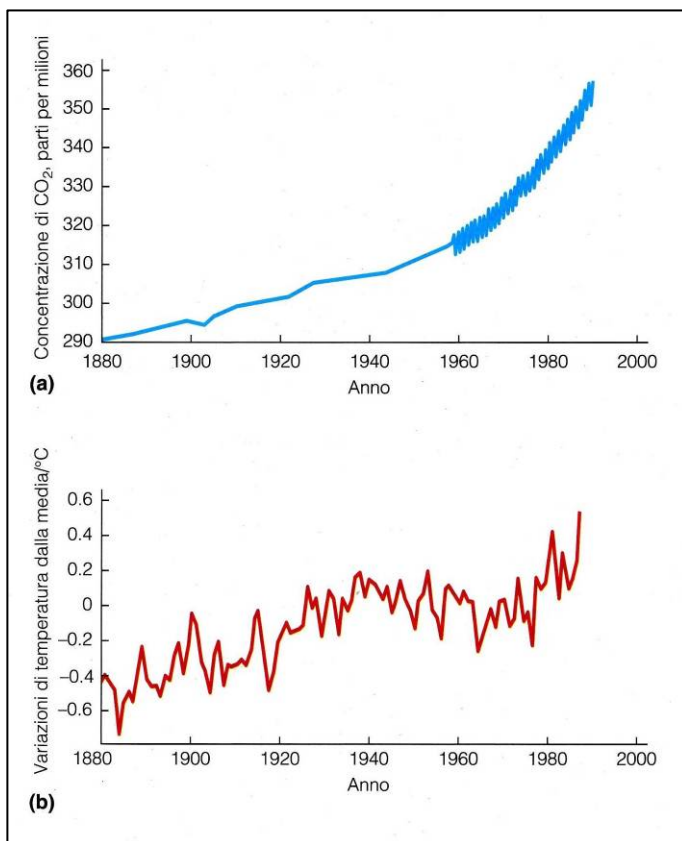 Concentrazione di CO₂, parti per milioni
360
350
340
330
320
310
300
290
1880 1900 1920 1940 1960 1980 2000
Anno
(a)
Variazioni di temperatura dalla media/°C
0.6
0.4
0.2
0
−0.2
−0.4
−0.6
1880 1900 1920 1940 1960 1980 2000
Anno
(b)